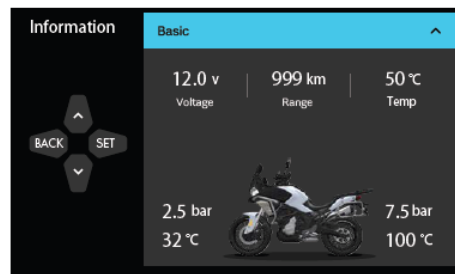 Information
Basic
12.0 v
999 km
50 ℃
Voltage
Range
Temp
BACK
SET
2.5 bar
7.5 bar
32 ℃
100 ℃